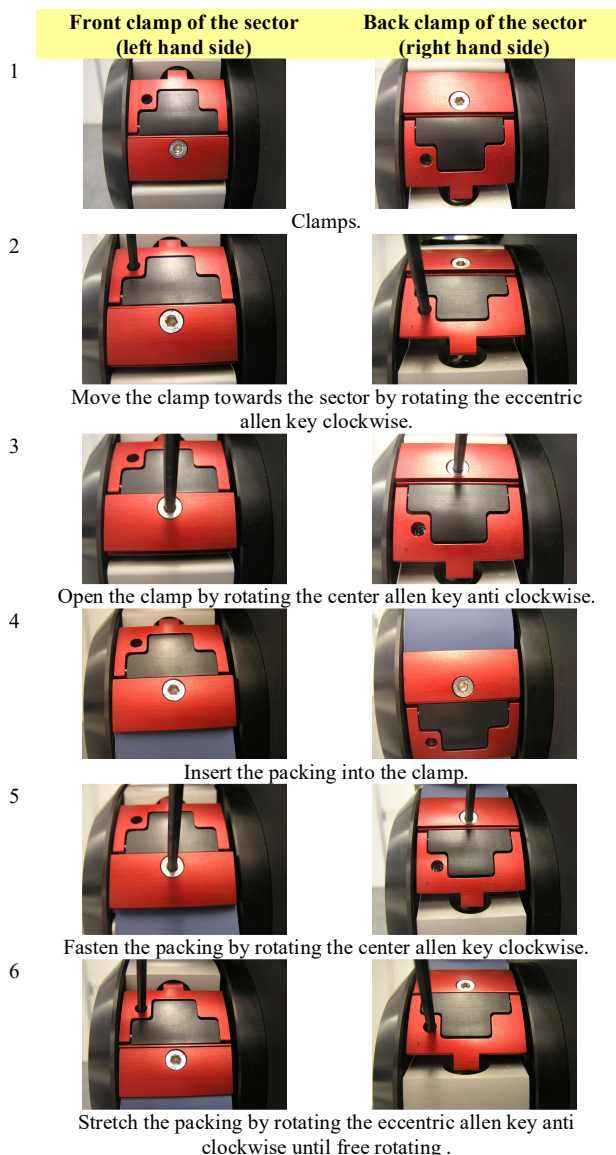 Front clamp of the sector
(left hand side)
Back clamp of the sector
(right hand side)
1
Clamps.
2
Move the clamp towards the sector by rotating the eccentric
allen key clockwise.
3
Open the clamp by rotating the center allen key anti clockwise.
4
Insert the packing into the clamp.
5
Fasten the packing by rotating the center allen key clockwise.
6
Stretch the packing by rotating the eccentric allen key anti
clockwise until free rotating .